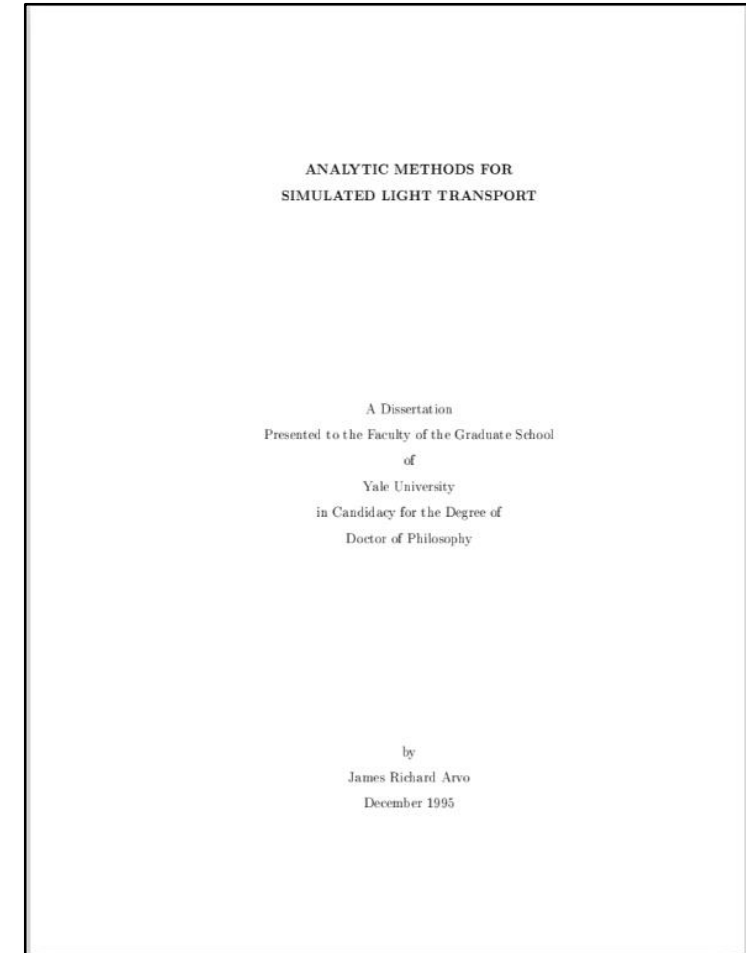 ANALYTIC METHODS FOR
SIMULATED LIGHT TRANSPORT
A Dissertation
Presented to the Faculty of the Graduate School
of
Yale University
in Candidacy for the Degree of
Doctor of Philosophy
by
James Richard Arvo
December 1995